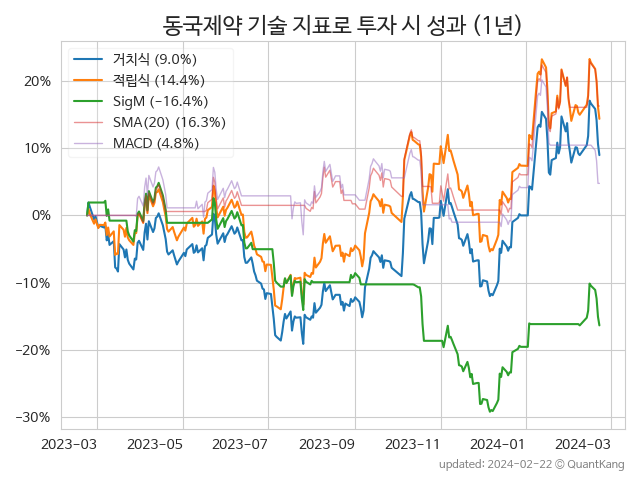 동국제약 기술 지표로 투자 시 성과 (1년)
거치식 (9.0%)
적립식 (14.4%)
SigM (−16.4%)
SMA(20) (16.3%)
MACD (4.8%)
20%
10%
0%
−10%
−20%
−30%
2023-03 2023-05 2023-07 2023-09 2023-11 2024-01 2024-03
updated: 2024-02-22 © QuantKang